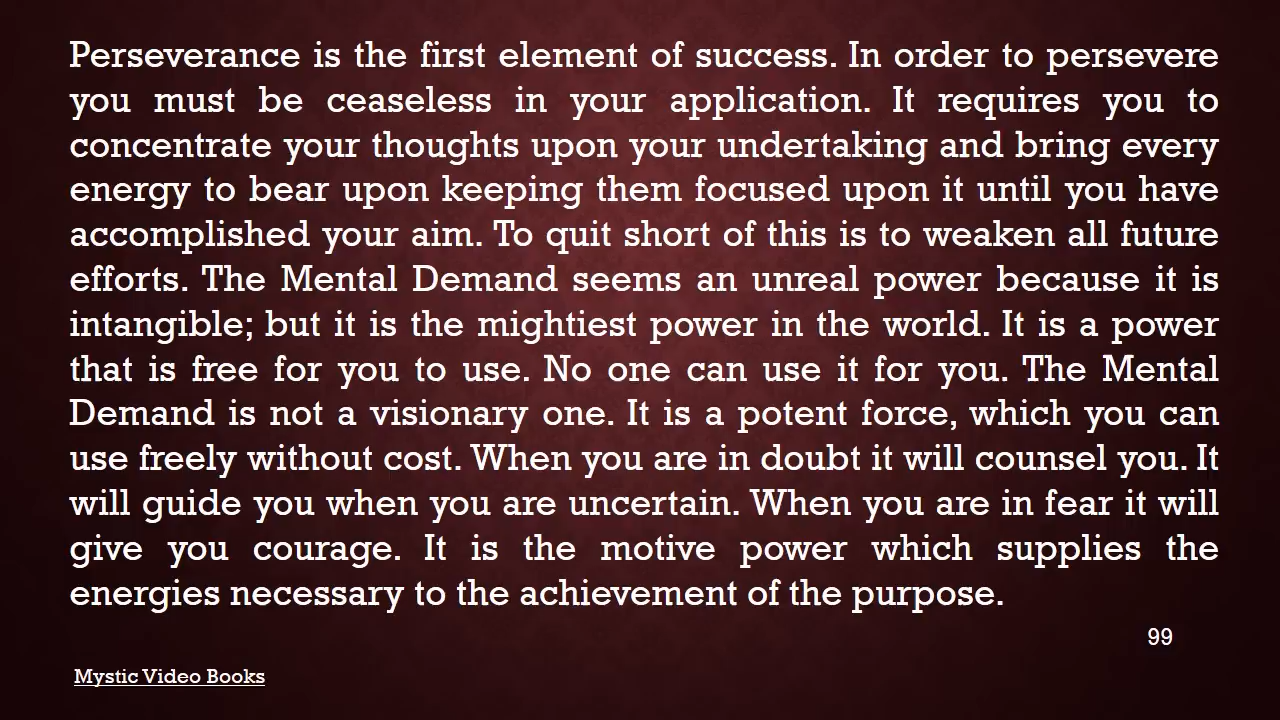 Perseverance is the first element of success. In order to persevere
you must be ceaseless in your application. It requires you to
concentrate your thoughts upon your undertaking and bring every
energy to bear upon keeping them focused upon it until you have
accomplished your aim. To quit short of this is to weaken all future
efforts. The Mental Demand seems an unreal power because it is
intangible; but it is the mightiest power in the world. It is a power
that is free for you to use. No one can use it for you. The Mental
Demand is not a visionary one. It is a potent force, which you can
use freely without cost. When you are in doubt it will counsel you. It
will guide you when you are uncertain. When you are in fear it will
give you courage. It is the motive power which supplies the
energies necessary to the achievement of the purpose.
99
Mystic Video Books